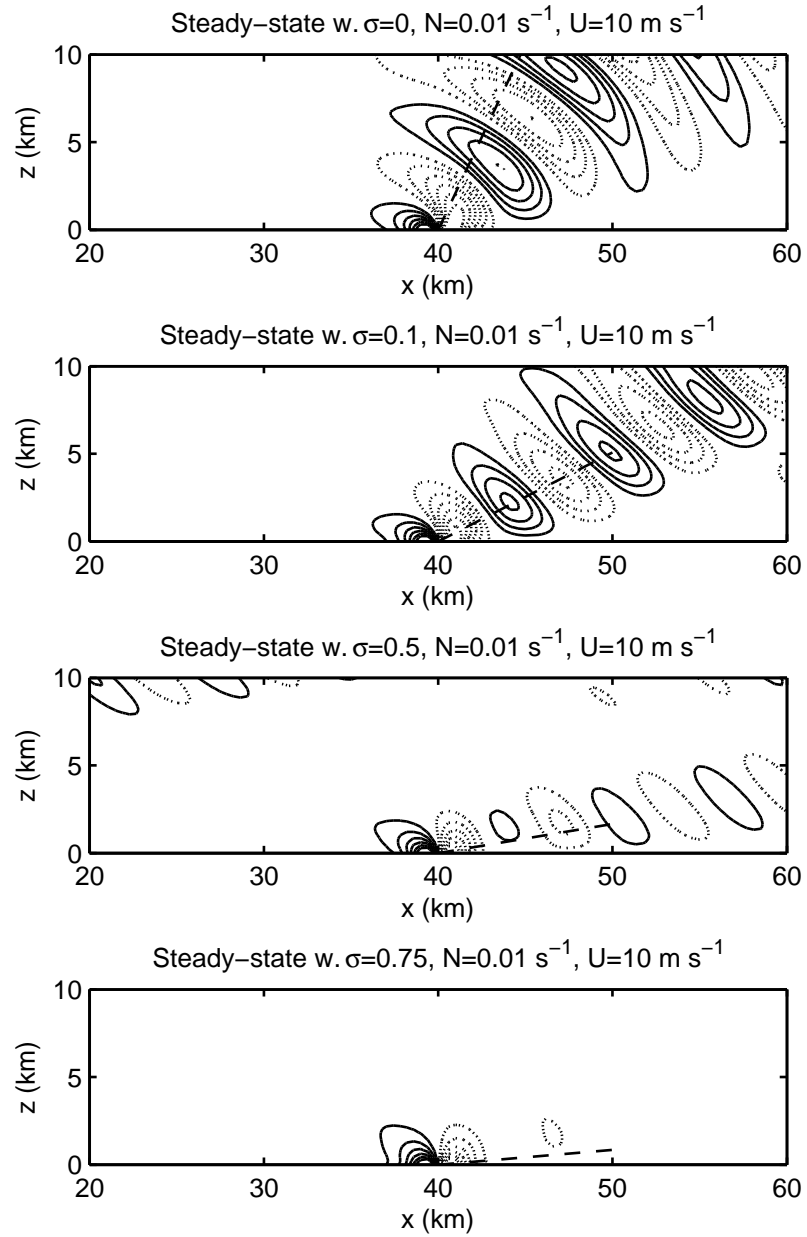 Steady−state w. σ=0, N=0.01 s⁻¹, U=10 m s⁻¹
10
5
0
z (km)
20 30 40 50 60
x (km)
Steady−state w. σ=0.1, N=0.01 s⁻¹, U=10 m s⁻¹
10
5
0
z (km)
20 30 40 50 60
x (km)
Steady−state w. σ=0.5, N=0.01 s⁻¹, U=10 m s⁻¹
10
5
0
z (km)
20 30 40 50 60
x (km)
Steady−state w. σ=0.75, N=0.01 s⁻¹, U=10 m s⁻¹
10
5
0
z (km)
20 30 40 50 60
x (km)